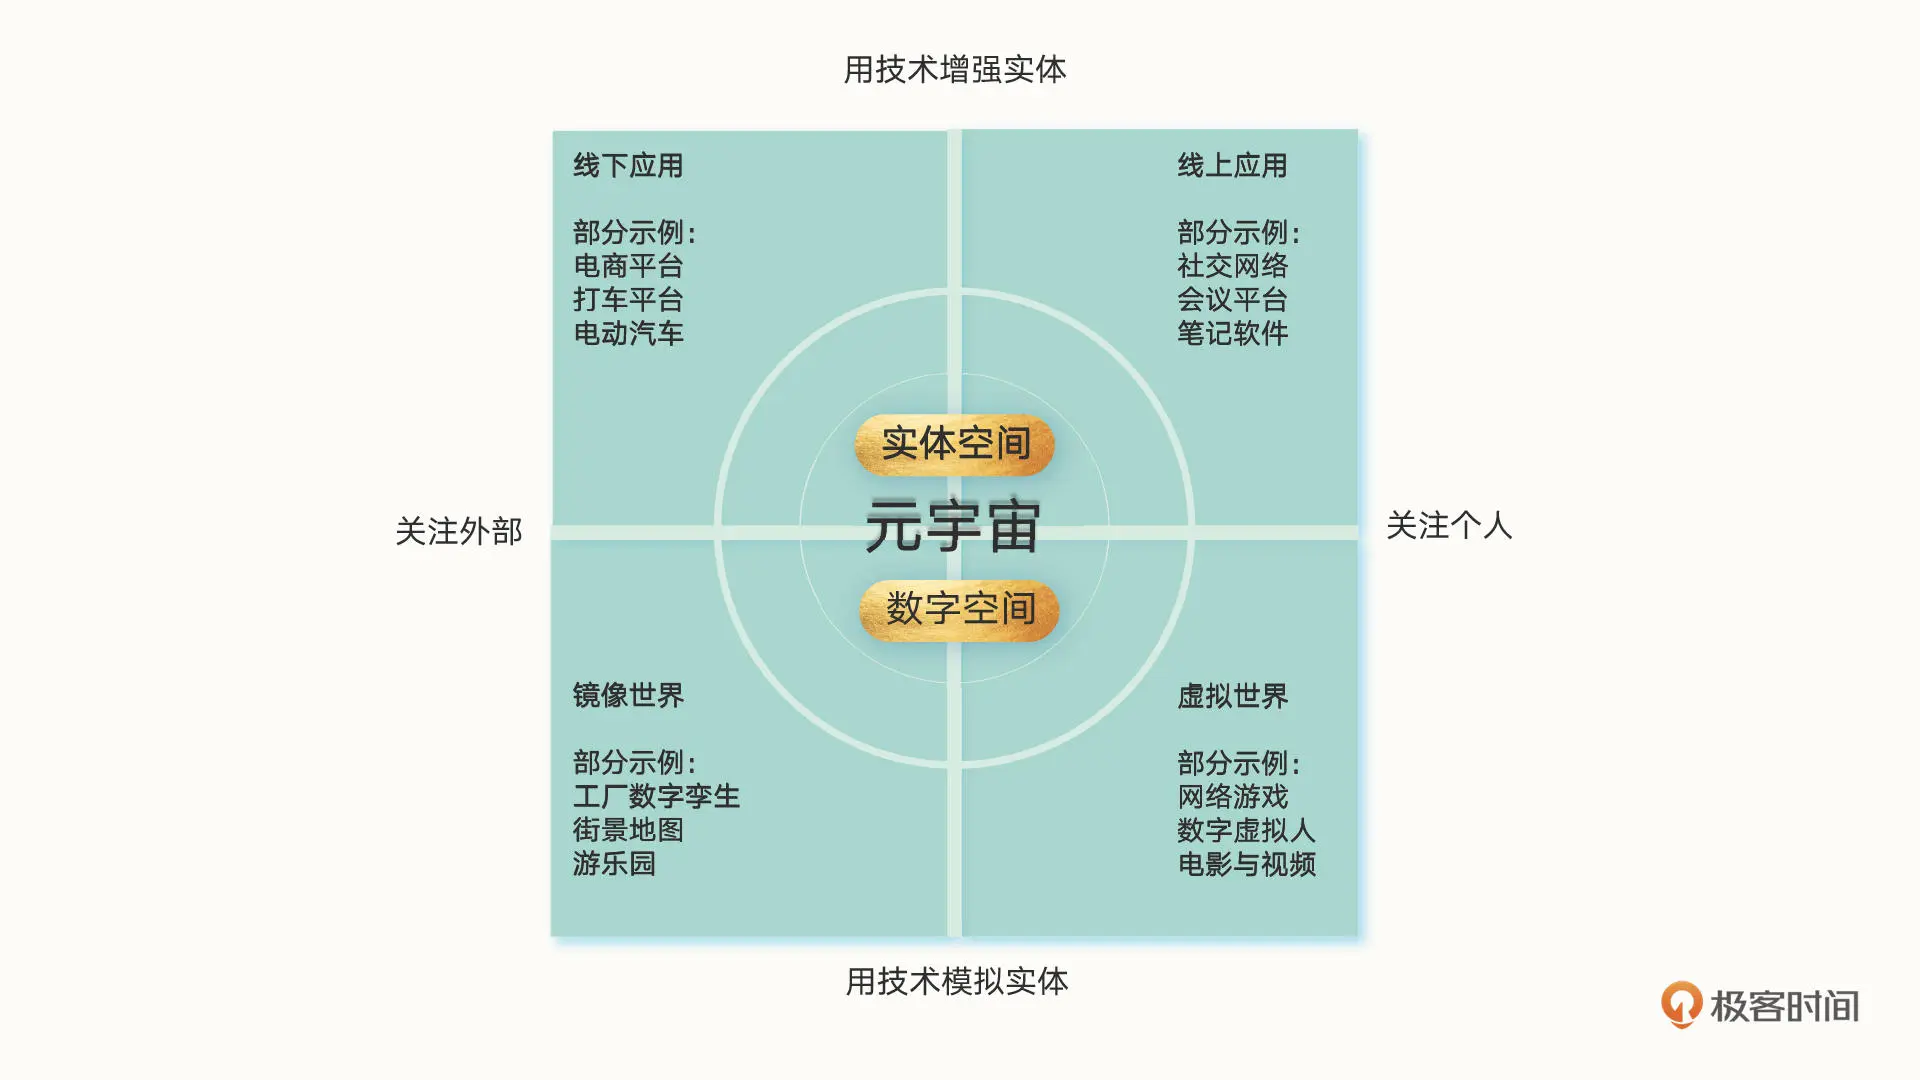 用技术增强实体
线下应用
部分示例：
电商平台
打车平台
电动汽车
线上应用
部分示例：
社交网络
会议平台
笔记软件
实体空间
元宇宙
数字空间
关注外部
关注个人
镜像世界
部分示例：
工厂数字孪生
街景地图
游乐园
虚拟世界
部分示例：
网络游戏
数字虚拟人
电影与视频
用技术模拟实体
极客时间